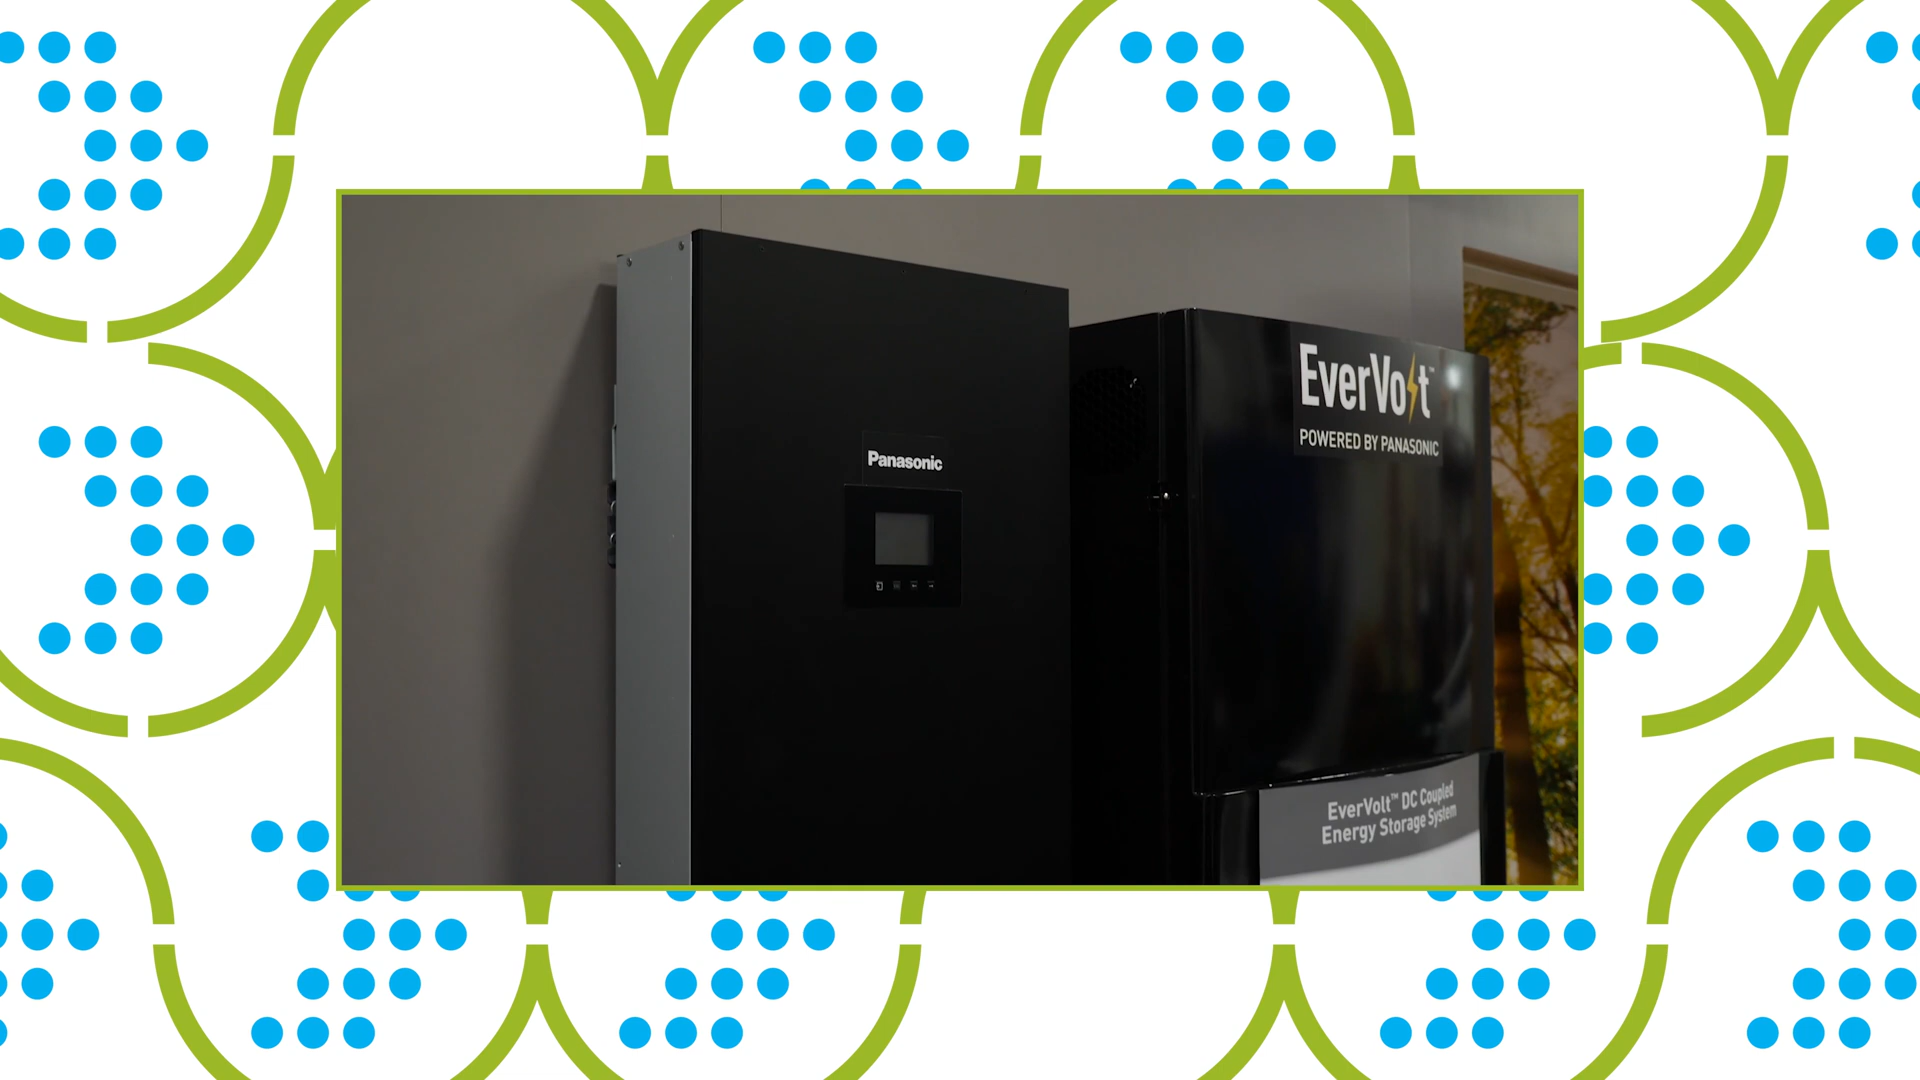 Panasonic
EverVolt™
POWERED BY PANASONIC
EverVolt™ DC Coupled
Energy Storage System